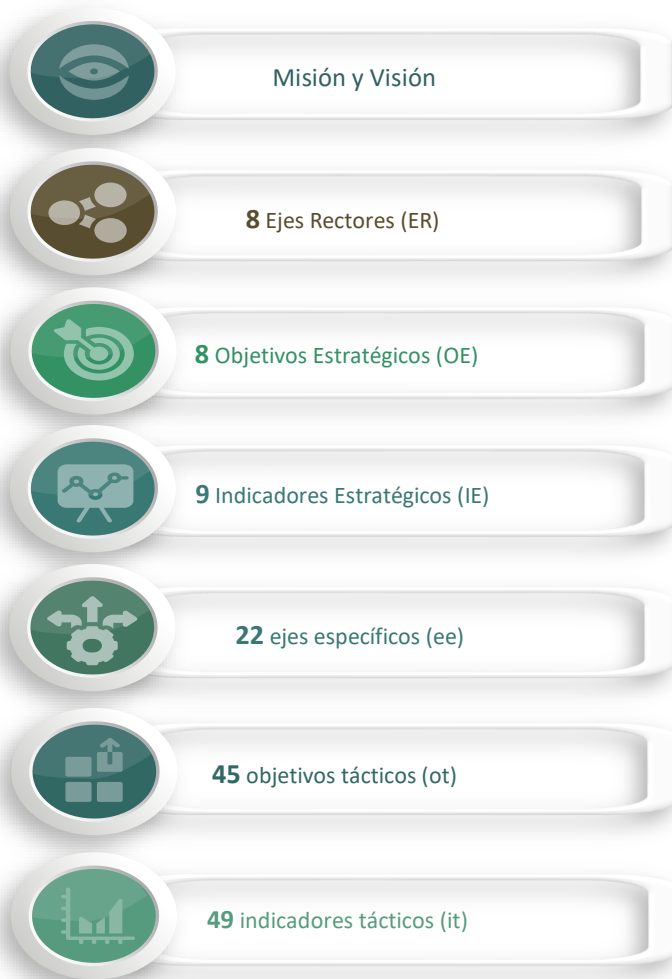 Misión y Visión
8 Ejes Rectores (ER)
8 Objetivos Estratégicos (OE)
9 Indicadores Estratégicos (IE)
22 ejes específicos (ee)
45 objetivos tácticos (ot)
49 indicadores tácticos (it)